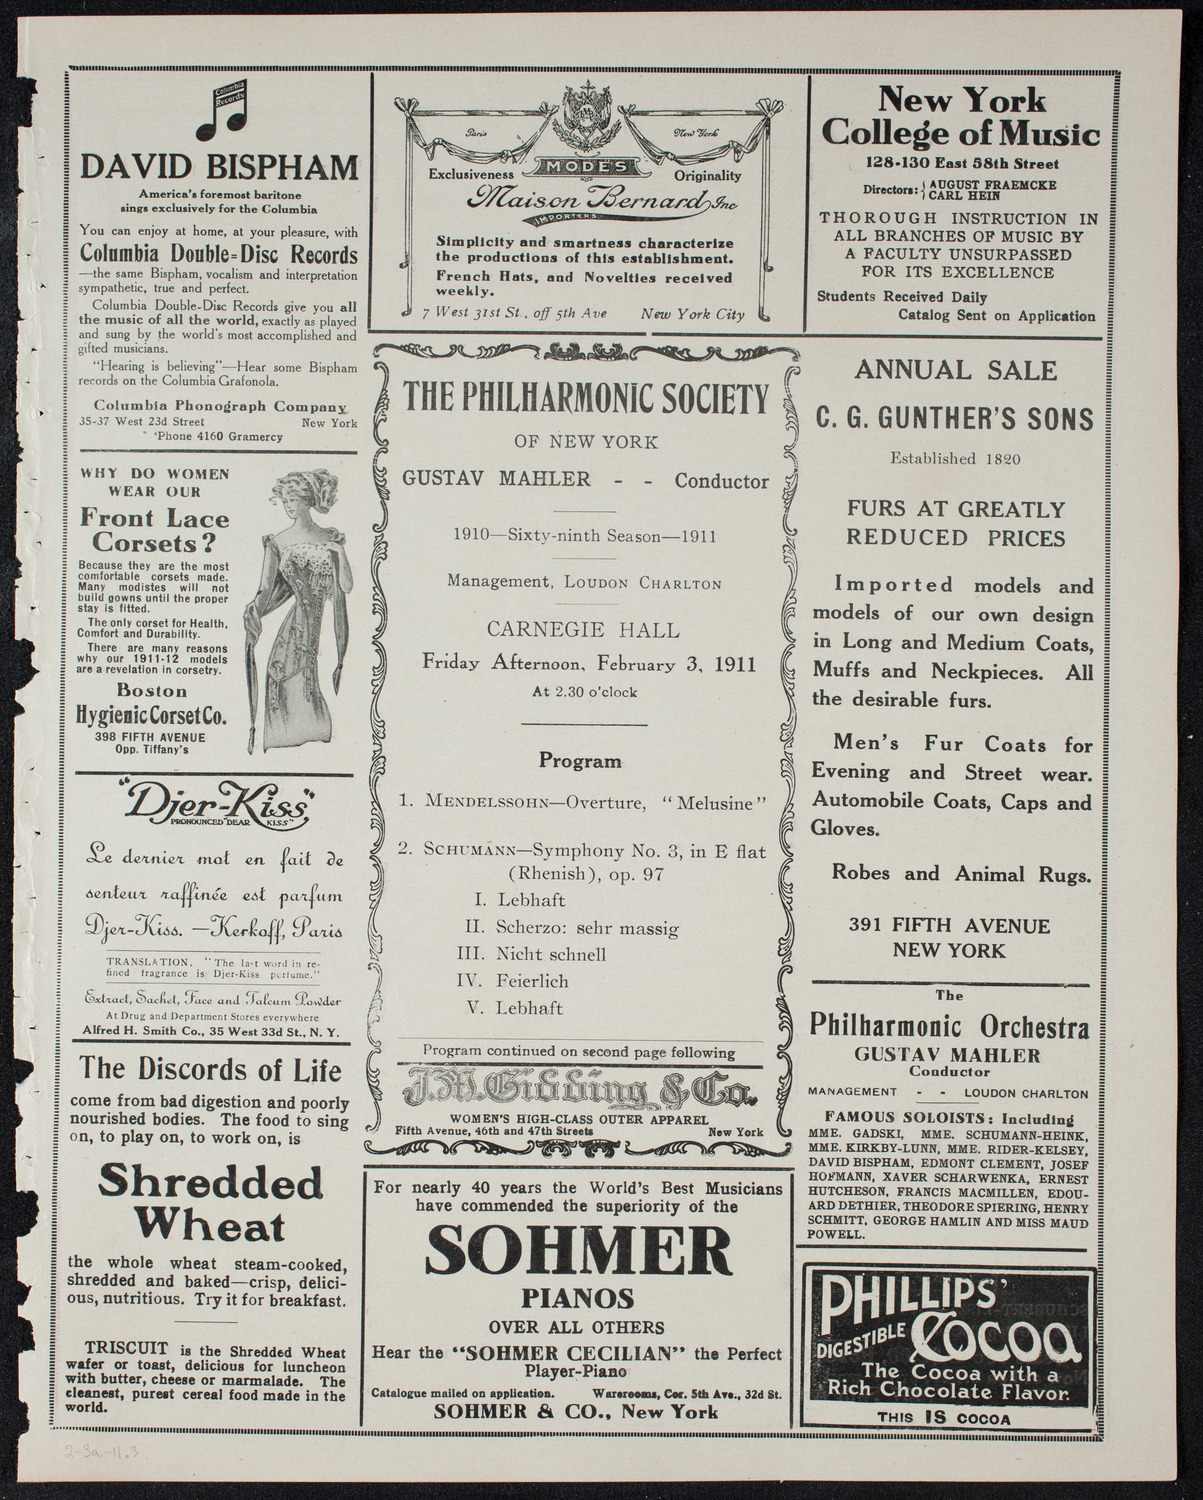 Columbia
Records
DAVID BISPHAM
America's foremost baritone
sings exclusively for the Columbia
You can enjoy at home, at your pleasure, with
Columbia Double=Disc Records
—the same Bispham, vocalism and interpretation
sympathetic, true and perfect.
Columbia Double-Disc Records give you all
the music of all the world, exactly as played
and sung by the world's most accomplished and
gifted musicians.
"Hearing is believing"—Hear some Bispham
records on the Columbia Grafonola.
Columbia Phonograph Company
35-37 West 23d Street New York
'Phone 4160 Gramercy
WHY DO WOMEN
WEAR OUR
Front Lace
Corsets?
Because they are the most
comfortable corsets made.
Many modistes will not
build gowns until the proper
stay is fitted.
The only corset for Health,
Comfort and Durability.
There are many reasons
why our 1911-12 models
are a revelation in corsetry.
Boston
Hygienic Corset Co.
398 FIFTH AVENUE
Opp. Tiffany's
"Djer-Kiss"
PRONOUNCED "DEAR KISS"
Le dernier mot en fait de
senteur raffinée est parfum
Djer-Kiss. —Kerkoff, Paris
TRANSLATION. "The last word in re-
fined fragrance is Djer-Kiss perfume."
Extract, Sachet, Face and Talcum Powder
At Drug and Department Stores everywhere
Alfred H. Smith Co., 35 West 33d St., N. Y.
The Discords of Life
come from bad digestion and poorly
nourished bodies. The food to sing
on, to play on, to work on, is
Shredded
Wheat
the whole wheat steam-cooked,
shredded and baked—crisp, delici-
ous, nutritious. Try it for breakfast.
TRISCUIT is the Shredded Wheat
wafer or toast, delicious for luncheon
with butter, cheese or marmalade. The
cleanest, purest cereal food made in the
world.
Paris New York
MODES
Exclusiveness Originality
Maison Bernard Inc
IMPORTERS
Simplicity and smartness characterize
the productions of this establishment.
French Hats, and Novelties received
weekly.
7 West 31st St., off 5th Ave New York City
THE PHILHARMONIC SOCIETY
OF NEW YORK
GUSTAV MAHLER - - Conductor
1910—Sixty-ninth Season—1911
Management, LOUDON CHARLTON
CARNEGIE HALL
Friday Afternoon, February 3, 1911
At 2.30 o'clock
Program
1. MENDELSSOHN—Overture, "Melusine"
2. SCHUMANN—Symphony No. 3, in E flat
(Rhenish), op. 97
I. Lebhaft
II. Scherzo: sehr massig
III. Nicht schnell
IV. Feierlich
V. Lebhaft
Program continued on second page following
J.M. Gidding & Co.
WOMEN'S HIGH-CLASS OUTER APPAREL
Fifth Avenue, 46th and 47th Streets New York
For nearly 40 years the World's Best Musicians
have commended the superiority of the
SOHMER
PIANOS
OVER ALL OTHERS
Hear the "SOHMER CECILIAN" the Perfect
Player-Piano
Catalogue mailed on application. Warerooms, Cor. 5th Ave., 32d St.
SOHMER & CO., New York
New York
College of Music
128-130 East 58th Street
Directors: { AUGUST FRAEMCKE
CARL HEIN
THOROUGH INSTRUCTION IN
ALL BRANCHES OF MUSIC BY
A FACULTY UNSURPASSED
FOR ITS EXCELLENCE
Students Received Daily
Catalog Sent on Application
ANNUAL SALE
C. G. GUNTHER'S SONS
Established 1820
FURS AT GREATLY
REDUCED PRICES
Imported models and
models of our own design
in Long and Medium Coats,
Muffs and Neckpieces. All
the desirable furs.
Men's Fur Coats for
Evening and Street wear.
Automobile Coats, Caps and
Gloves.
Robes and Animal Rugs.
391 FIFTH AVENUE
NEW YORK
The
Philharmonic Orchestra
GUSTAV MAHLER
Conductor
MANAGEMENT - - LOUDON CHARLTON
FAMOUS SOLOISTS: Including
MME. GADSKI, MME. SCHUMANN-HEINK,
MME. KIRKBY-LUNN, MME. RIDER-KELSEY,
DAVID BISPHAM, EDMONT CLEMENT, JOSEF
HOFMANN, XAVER SCHARWENKA, ERNEST
HUTCHESON, FRANCIS MACMILLEN, EDOU-
ARD DETHIER, THEODORE SPIERING, HENRY
SCHMITT, GEORGE HAMLIN AND MISS MAUD
POWELL.
PHILLIPS'
DIGESTIBLE COCOA
The Cocoa with a
Rich Chocolate Flavor.
THIS IS COCOA
2-3a-11.3